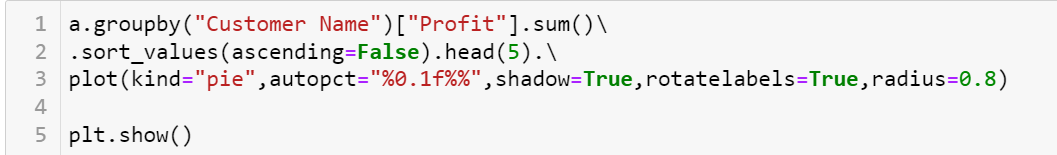 1 a.groupby("Customer Name")["Profit"].sum()\
2 .sort_values(ascending=False).head(5).\
3 plot(kind="pie",autopct="%0.1f%%",shadow=True,rotatelabels=True,radius=0.8)
4
5 plt.show()